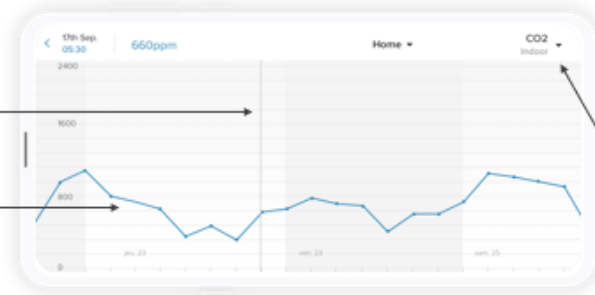 17th Sep.
05:30
660ppm
Home
CO2
Indoor
2400
1600
800
0
jeu. 23
ven. 23
sam. 25